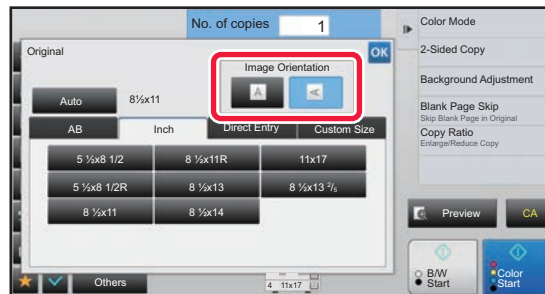 No. of copies 1
Color Mode
Original
OK
2-Sided Copy
Image Orientation
A A
Background Adjustment
Auto 8½x11
Blank Page Skip
Skip Blank Page in Original
AB Inch Direct Entry Custom Size
Copy Ratio
Enlarge/Reduce Copy
5 ½x8 1/2 8 ½x11R 11x17
5 ½x8 1/2R 8 ½x13 8 ½x13 ²/₅
8 ½x11 8 ½x14
Preview CA
Others
4 11x17
B/W
Start
Color
Start